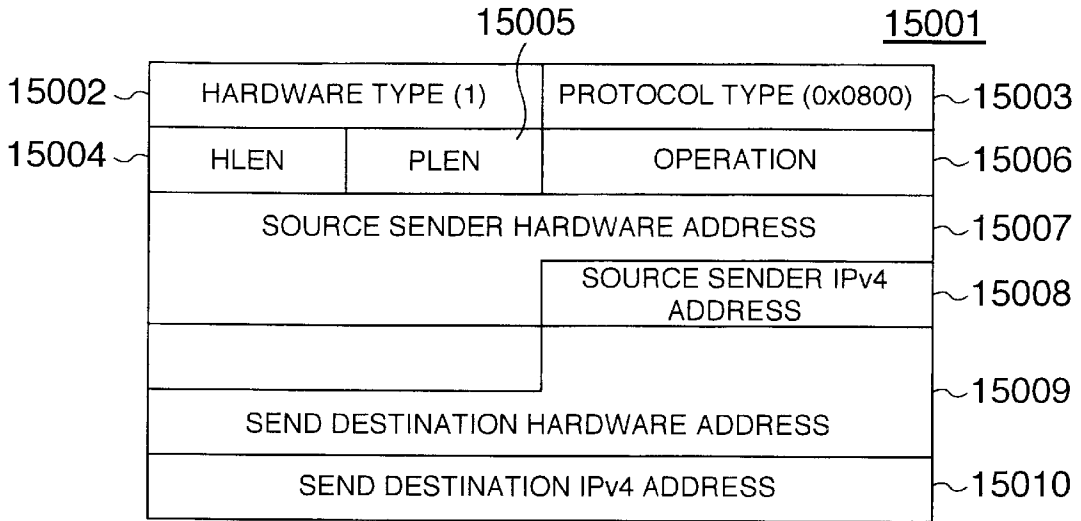 15005
15001
15002
HARDWARE TYPE (1)
PROTOCOL TYPE (0x0800)
15003
15004
HLEN
PLEN
OPERATION
15006
SOURCE SENDER HARDWARE ADDRESS
15007
SOURCE SENDER IPv4
ADDRESS
15008
15009
SEND DESTINATION HARDWARE ADDRESS
SEND DESTINATION IPv4 ADDRESS
15010